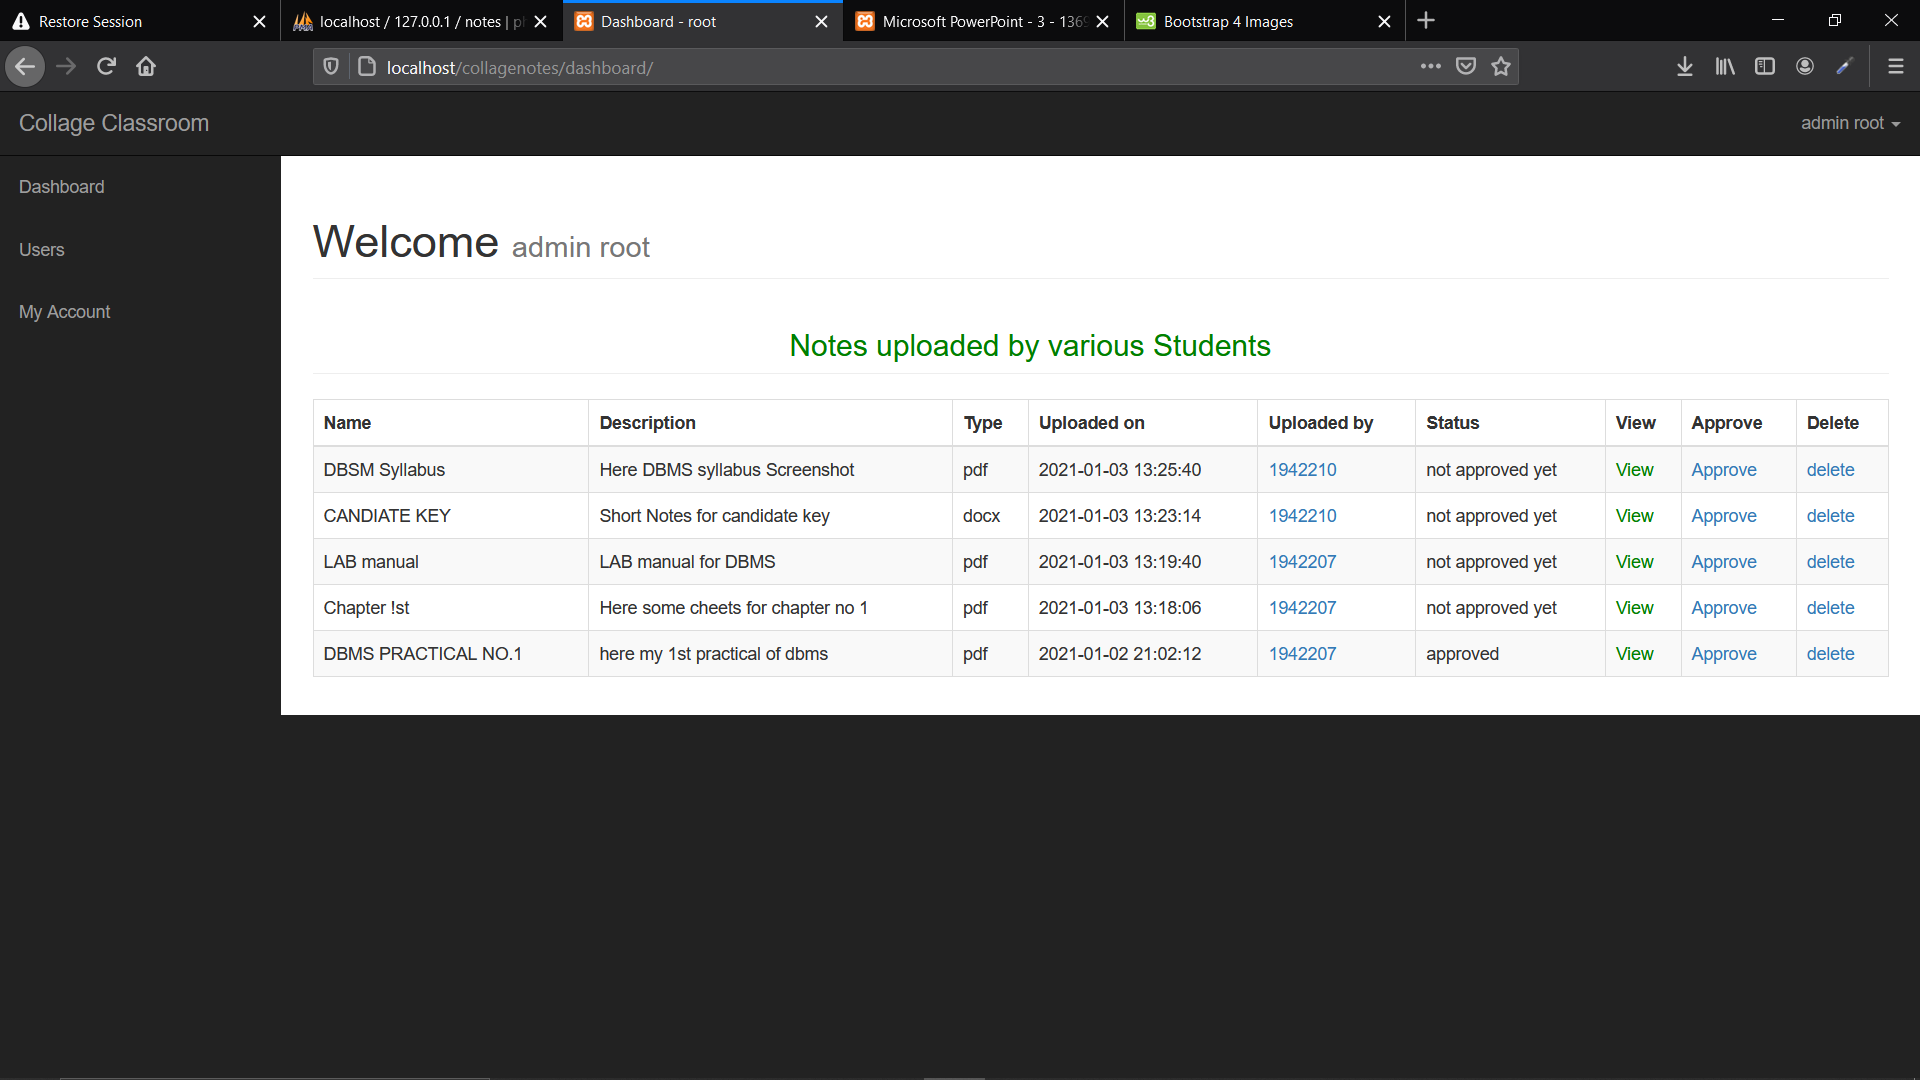 Restore Session
localhost / 127.0.0.1 / notes | ph
Dashboard - root
Microsoft PowerPoint - 3 - 1369
Bootstrap 4 Images
localhost/collagenotes/dashboard/
Collage Classroom
admin root
Dashboard
Users
My Account
Welcome admin root
Notes uploaded by various Students
Name Description Type Uploaded on Uploaded by Status View Approve Delete
DBSM Syllabus Here DBMS syllabus Screenshot pdf 2021-01-03 13:25:40 1942210 not approved yet View Approve delete
CANDIATE KEY Short Notes for candidate key docx 2021-01-03 13:23:14 1942210 not approved yet View Approve delete
LAB manual LAB manual for DBMS pdf 2021-01-03 13:19:40 1942207 not approved yet View Approve delete
Chapter !st Here some cheets for chapter no 1 pdf 2021-01-03 13:18:06 1942207 not approved yet View Approve delete
DBMS PRACTICAL NO.1 here my 1st practical of dbms pdf 2021-01-02 21:02:12 1942207 approved View Approve delete